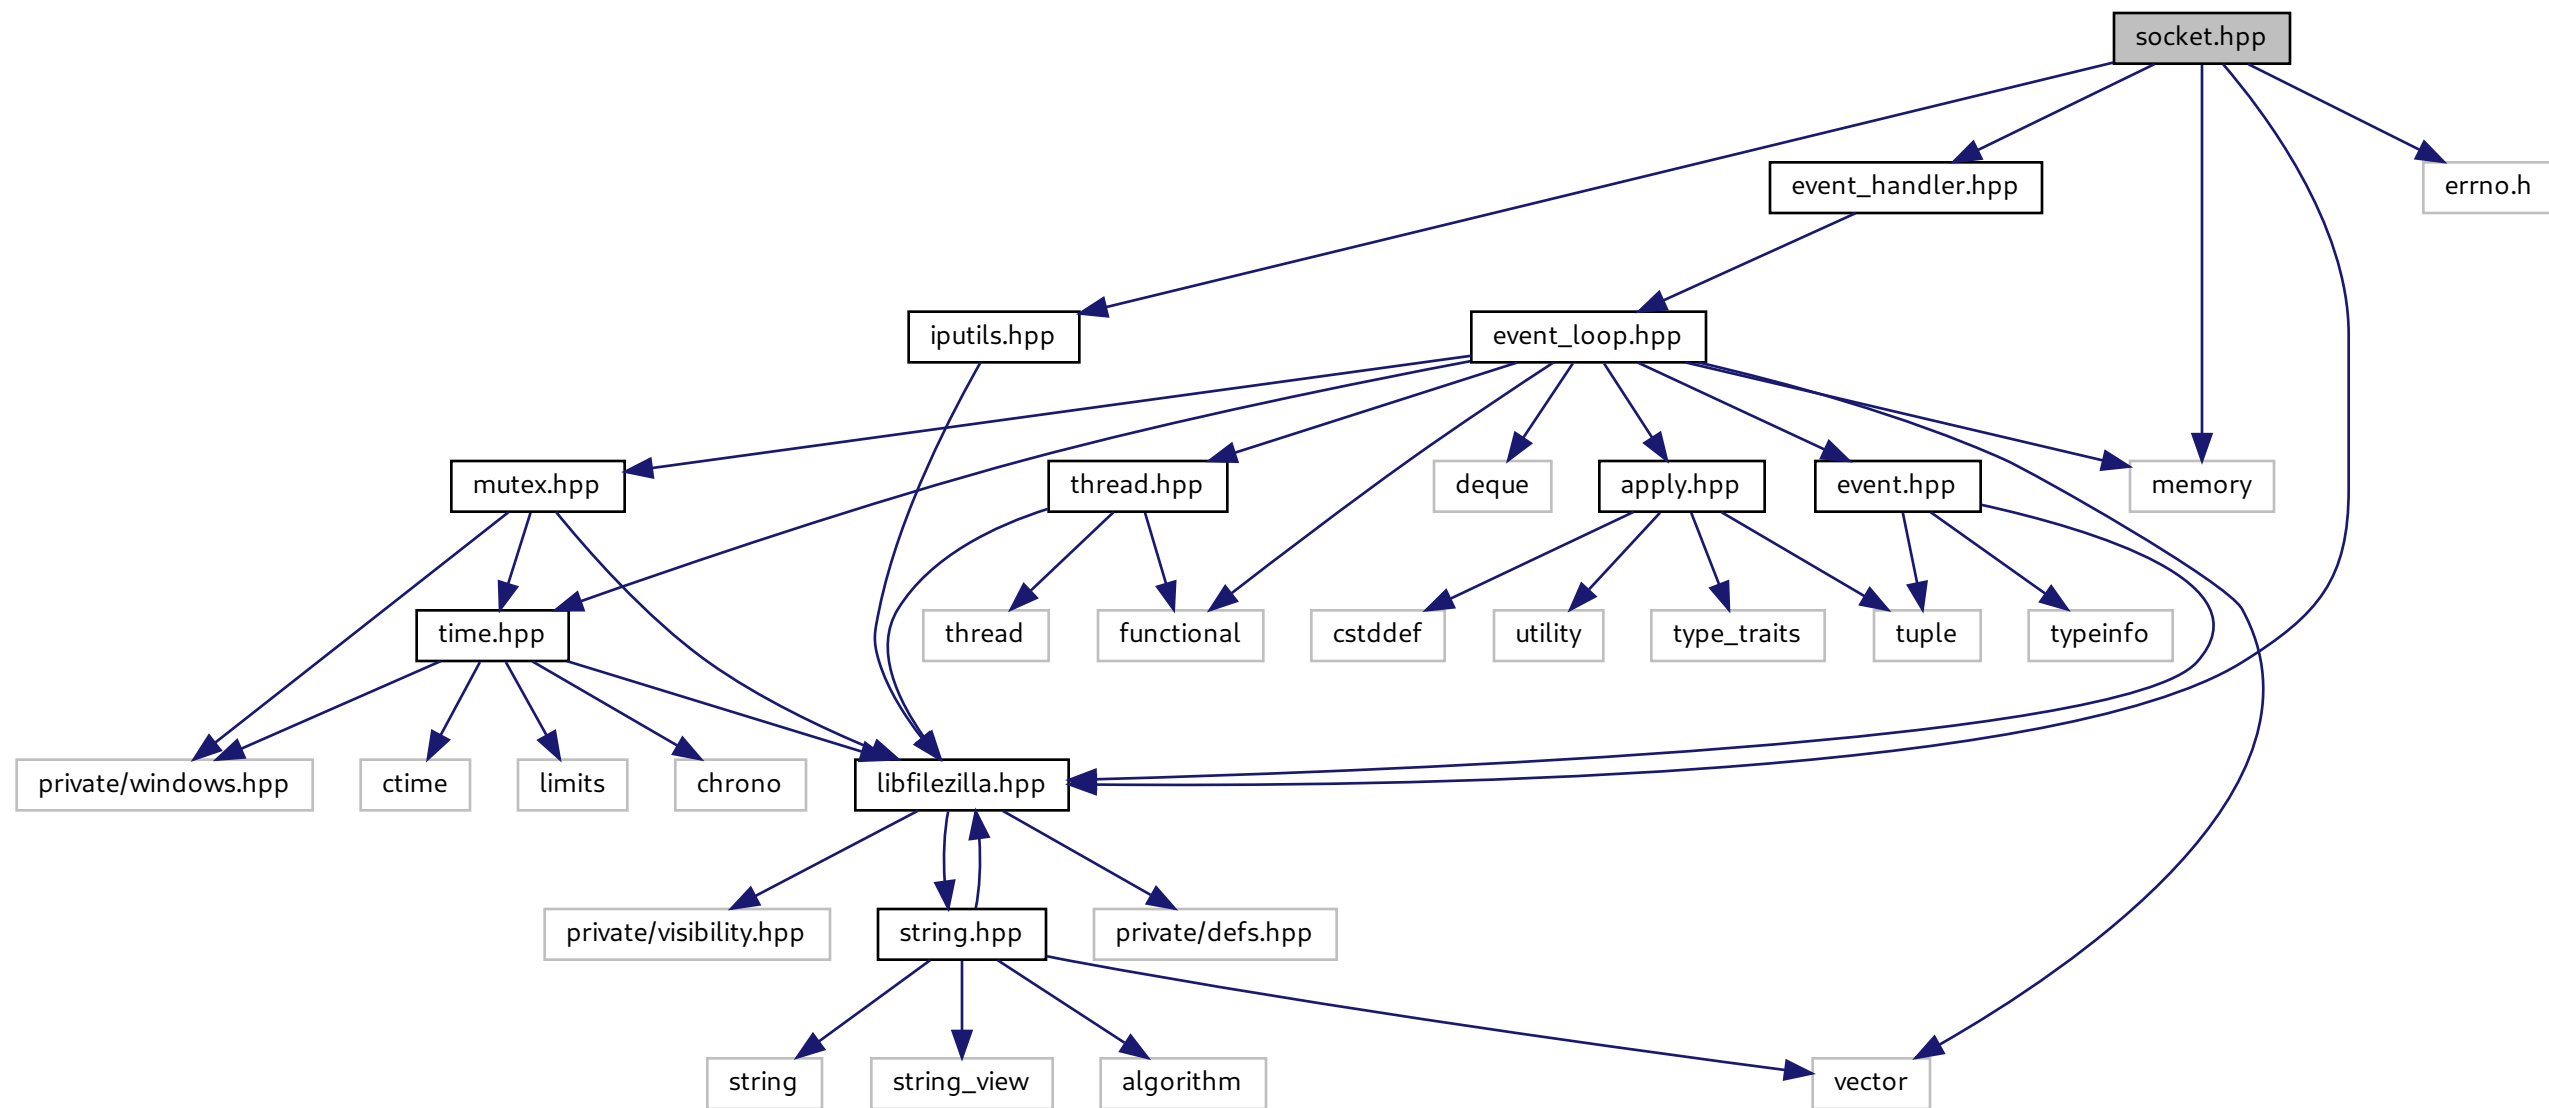 socket.hpp
event_handler.hpp
errno.h
iputils.hpp
event_loop.hpp
mutex.hpp
thread.hpp
deque
apply.hpp
event.hpp
memory
time.hpp
thread
functional
cstddef
utility
type_traits
tuple
typeinfo
private/windows.hpp
ctime
limits
chrono
libfilezilla.hpp
private/visibility.hpp
string.hpp
private/defs.hpp
string
string_view
algorithm
vector